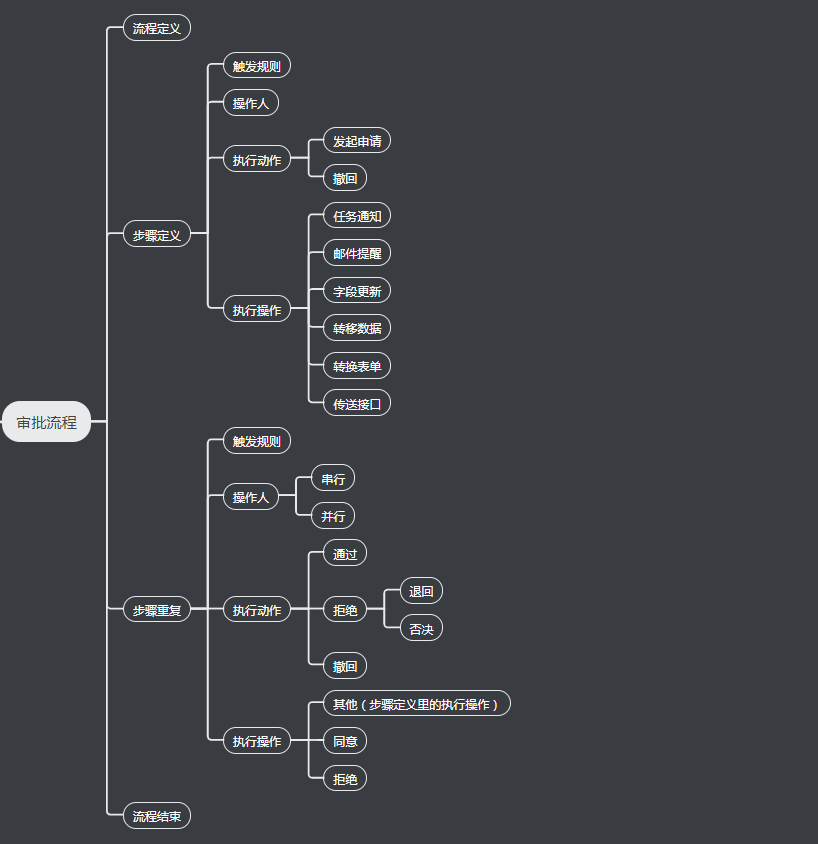 流程定义
触发规则
操作人
发起申请
执行动作
撤回
任务通知
步骤定义
邮件提醒
字段更新
执行操作
转移数据
转换表单
传送接口
审批流程
触发规则
串行
操作人
并行
通过
退回
步骤重复
执行动作
拒绝
否决
撤回
其他（步骤定义里的执行操作）
执行操作
同意
拒绝
流程结束